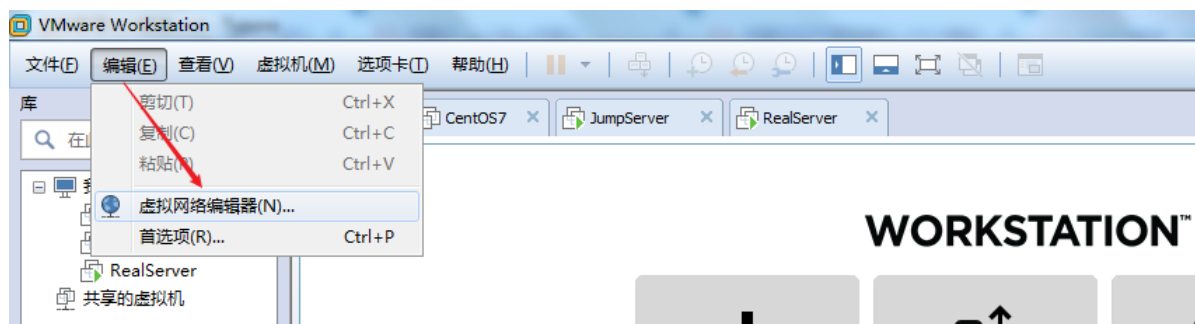 VMware Workstation
文件(F) 编辑(E) 查看(V) 虚拟机(M) 选项卡(T) 帮助(H)
库
剪切(T) Ctrl+X
CentOS7 JumpServer RealServer
复制(C) Ctrl+C
在
粘贴(P) Ctrl+V
虚拟网络编辑器(N)...
首选项(R)... Ctrl+P
WORKSTATION™
RealServer
共享的虚拟机